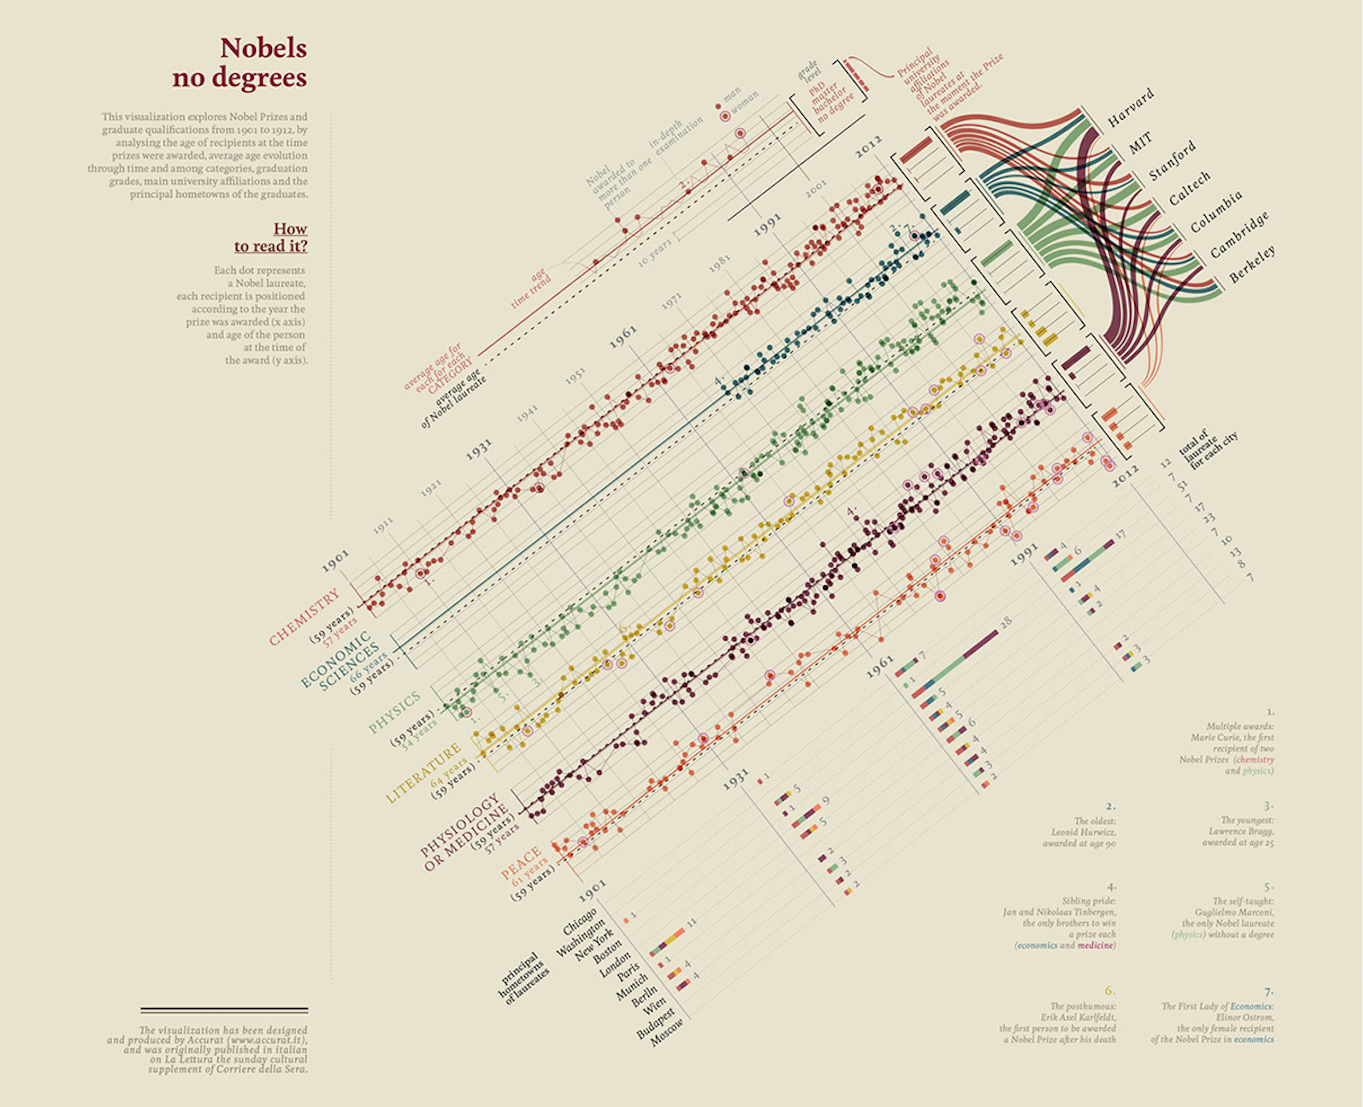 Nobels
no degrees
This visualization explores Nobel Prizes and
graduate qualifications from 1901 to 1912, by
analysing the age of recipients at the time
prizes were awarded, average age evolution
through time and among categories, graduation
grades, main university affiliations and the
principal hometowns of the graduates.
How
to read it?
Each dot represents
a Nobel laureate,
each recipient is positioned
according to the year the
prize was awarded (x axis)
and age of the person
at the time of
the award (y axis).
age
time trend
average age for
each for each
CATEGORY
average age
of Nobel laureate
Nobel
awarded to
more than one
person
in-depth
examination
man
woman
10 years
2.
grade
level
PhD
master
bachelor
no degree
Principal
university
affiliations
of Nobel
laureates at
the moment the Prize
was awarded.
Harvard
MIT
Stanford
Caltech
Columbia
Cambridge
Berkeley
1901
1911
1921
1931
1941
1951
1961
1971
1981
1991
2001
2012
CHEMISTRY
(59 years)
57 years
ECONOMIC
SCIENCES
66 years
(59 years)
PHYSICS
(59 years)
54 years
LITERATURE
64 years
(59 years)
PHYSIOLOGY
OR MEDICINE
(59 years)
57 years
PEACE
61 years
(59 years)
1.
4.
2.
7.
1.
5.
3.
6.
4.
1901
1931
1961
1991
2012
total of
laureate
for each city
12
7
51
7
17
23
7
10
13
8
7
4
6
17
1
4
2
2
3
3
7
1
28
5
5
4
6
4
4
3
2
1
5
1
9
5
2
3
2
2
1
11
1
4
4
principal
hometowns
of laureates
Chicago
Washington
New York
Boston
London
Paris
Munich
Berlin
Wien
Budapest
Moscow
1.
Multiple awards:
Marie Curie, the first
recipient of two
Nobel Prizes (chemistry
and physics)
2.
The oldest:
Leonid Hurwicz,
awarded at age 90
3.
The youngest:
Lawrence Bragg,
awarded at age 25
4.
Sibling pride:
Jan and Nikolaas Tinbergen,
the only brothers to win
a prize each
(economics and medicine)
5.
The self-taught:
Guglielmo Marconi,
the only Nobel laureate
(physics) without a degree
6.
The posthumous:
Erik Axel Karlfeldt,
the first person to be awarded
a Nobel Prize after his death
7.
The First Lady of Economics:
Elinor Ostrom,
the only female recipient
of the Nobel Prize in economics
The visualization has been designed
and produced by Accurat (www.accurat.it),
and was originally published in italian
on La Lettura the sunday cultural
supplement of Corriere della Sera.